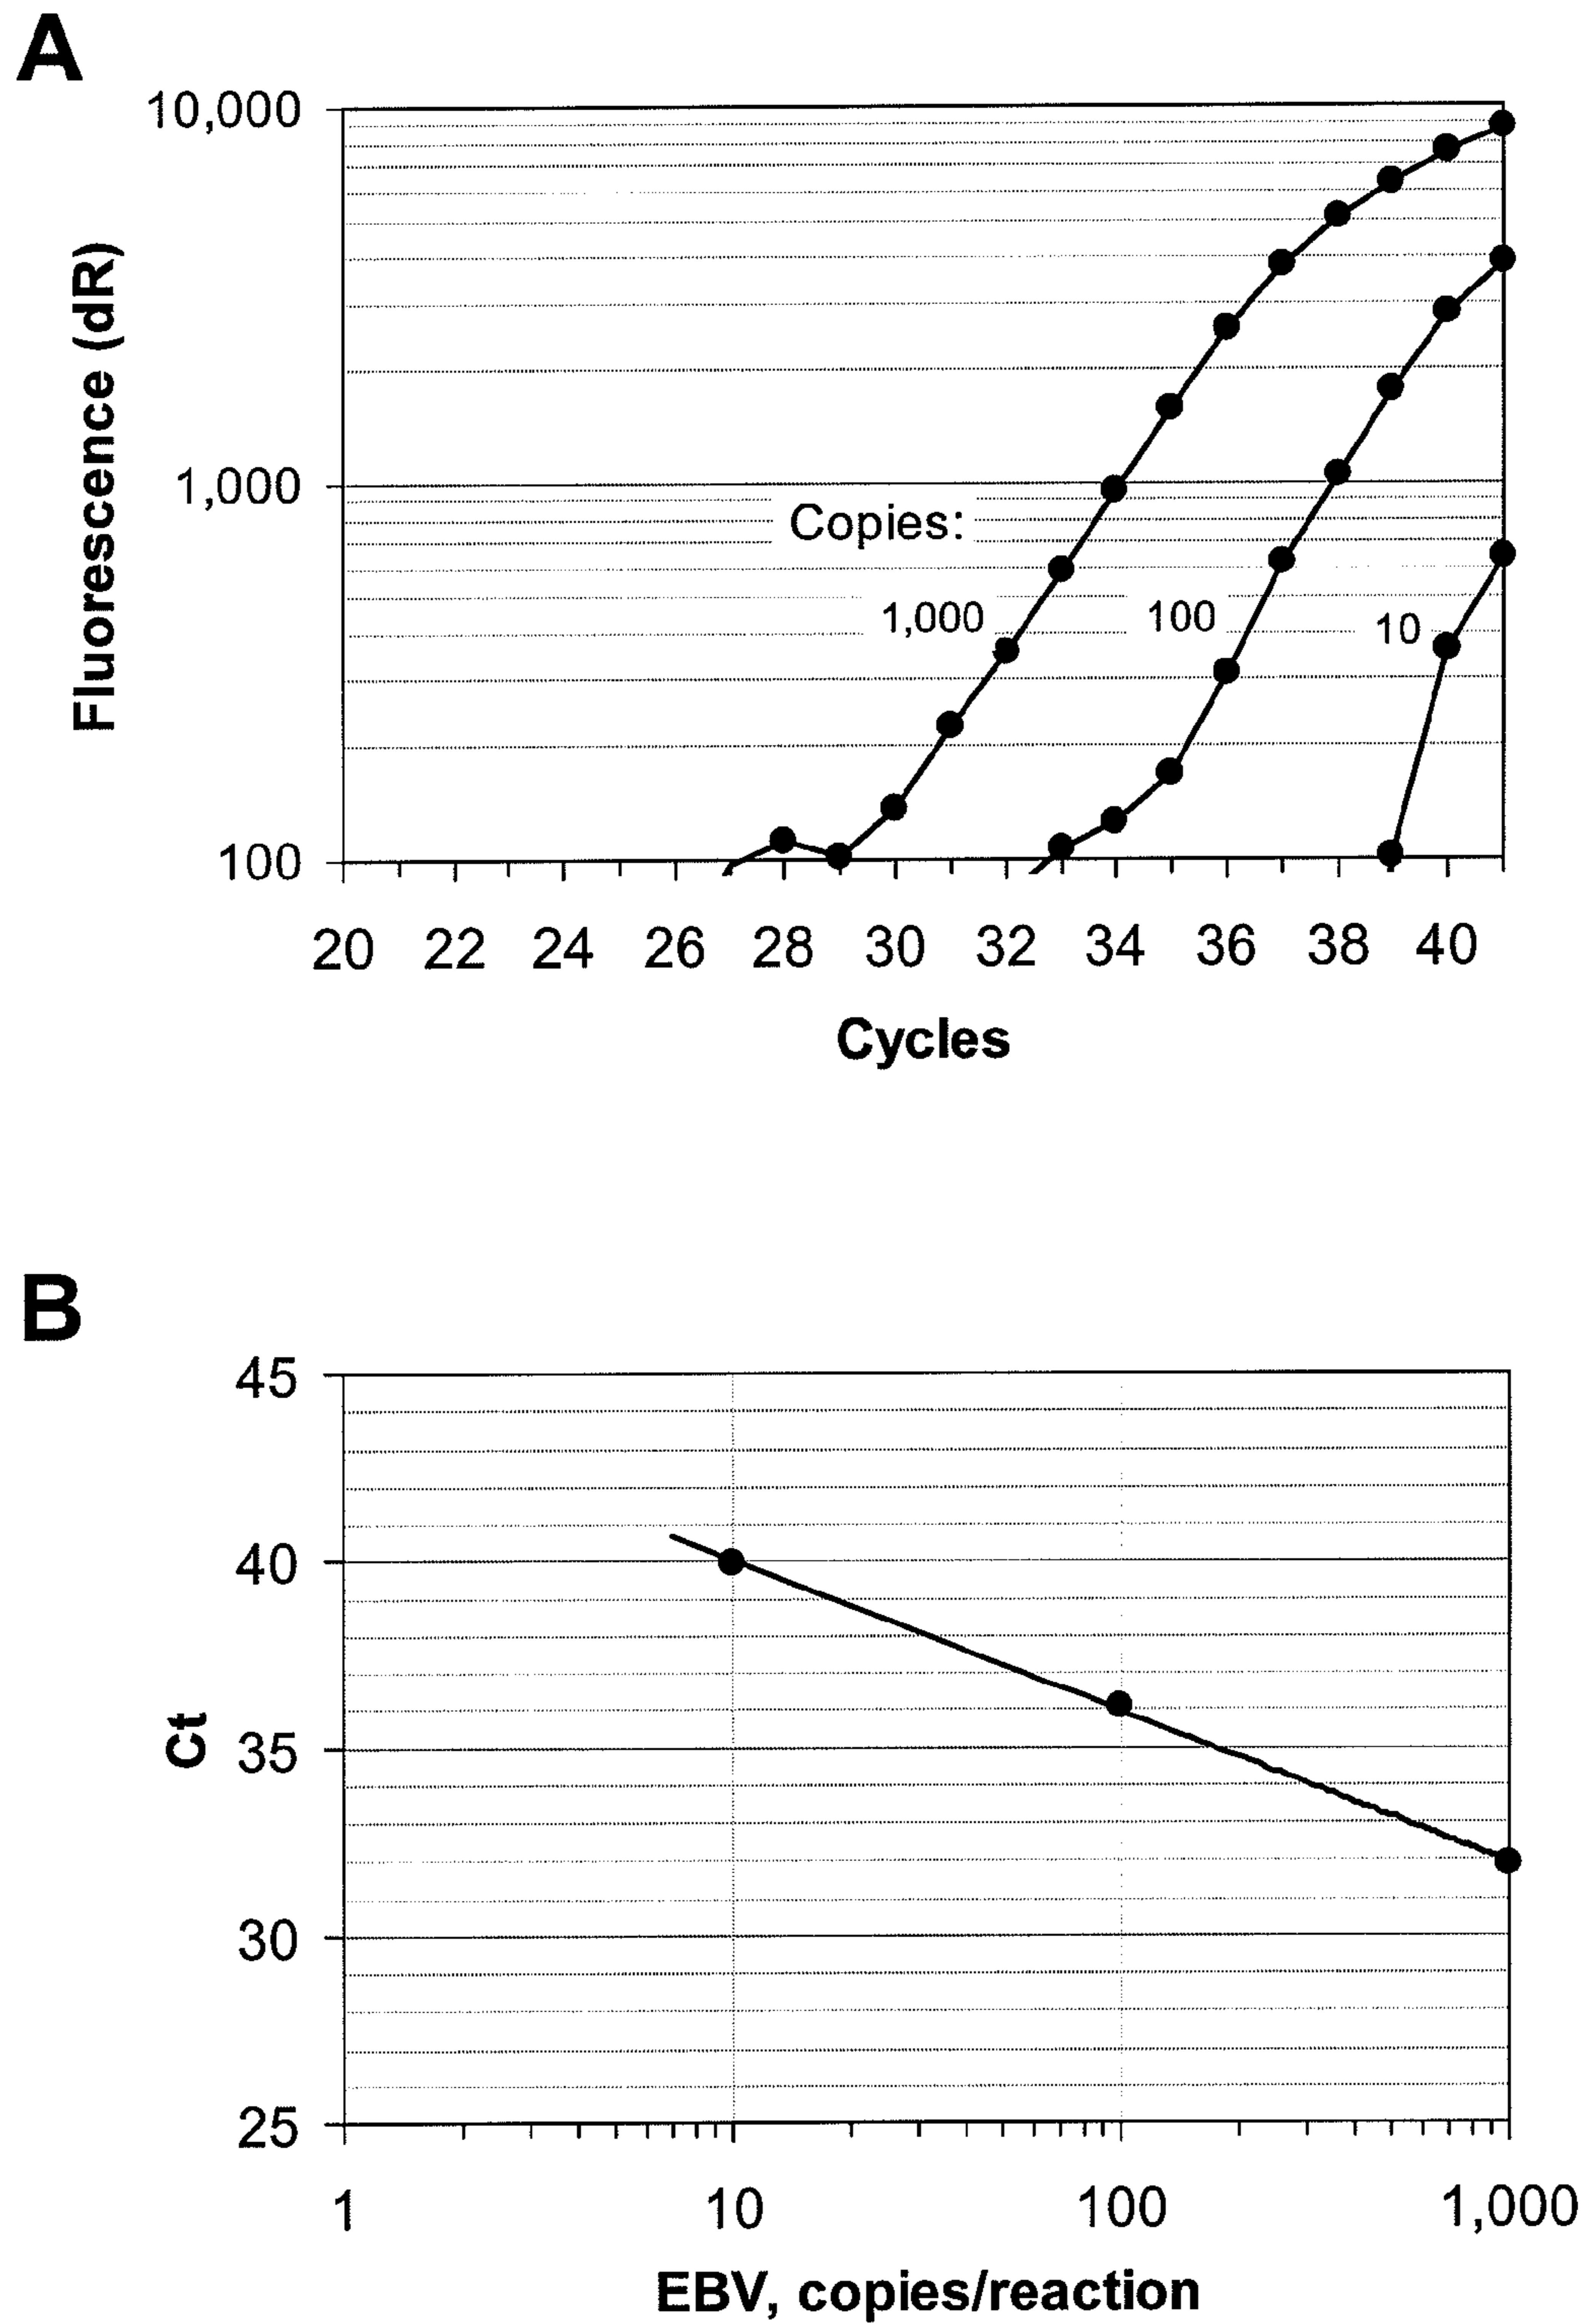 A
10,000
1,000
100
Fluorescence (dR)
Copies:
1,000
100
10
20 22 24 26 28 30 32 34 36 38 40
Cycles
B
45
40
35
30
25
Ct
1 10 100 1,000
EBV, copies/reaction